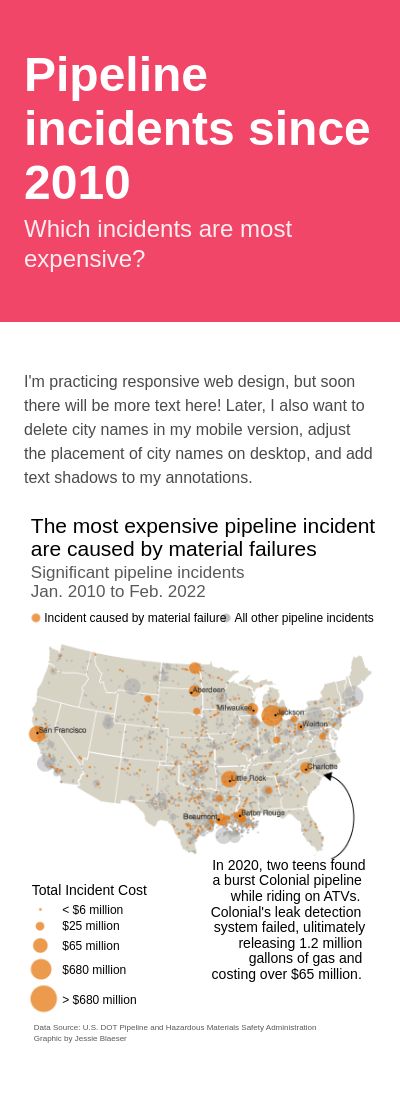 Pipeline
incidents since
2010
Which incidents are most
expensive?
I'm practicing responsive web design, but soon
there will be more text here! Later, I also want to
delete city names in my mobile version, adjust
the placement of city names on desktop, and add
text shadows to my annotations.
The most expensive pipeline incident
are caused by material failures
Significant pipeline incidents
Jan. 2010 to Feb. 2022
Incident caused by material failure All other pipeline incidents
Aberdeen
Milwaukee
Jackson
Weirton
San Francisco
Charlotte
Little Rock
Beaumont
Baton Rouge
In 2020, two teens found
a burst Colonial pipeline
while riding on ATVs.
Colonial's leak detection
system failed, ulitimately
releasing 1.2 million
gallons of gas and
costing over $65 million.
Total Incident Cost
< $6 million
$25 million
$65 million
$680 million
> $680 million
Data Source: U.S. DOT Pipeline and Hazardous Materials Safety Administration
Graphic by Jessie Blaeser